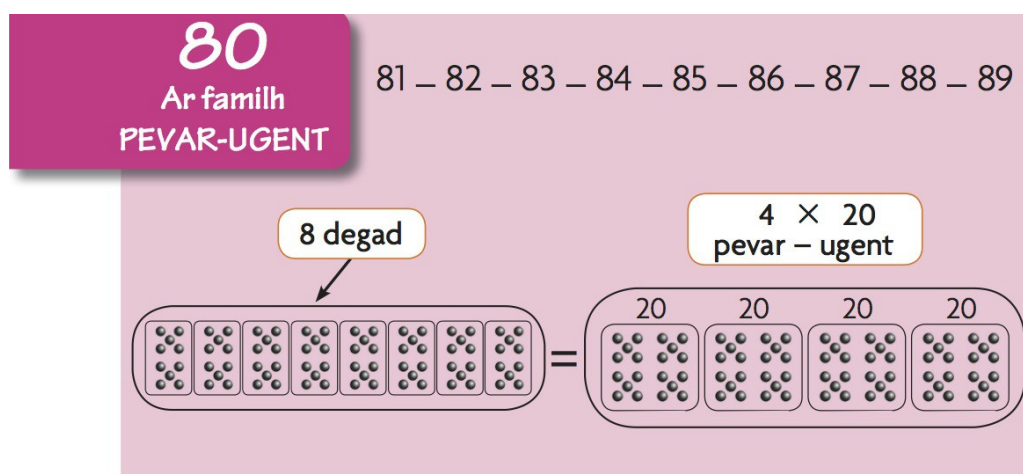 80
Ar familh
PEVAR-UGENT
81 – 82 – 83 – 84 – 85 – 86 – 87 – 88 – 89
8 degad
4 × 20
pevar – ugent
20 20 20 20
=